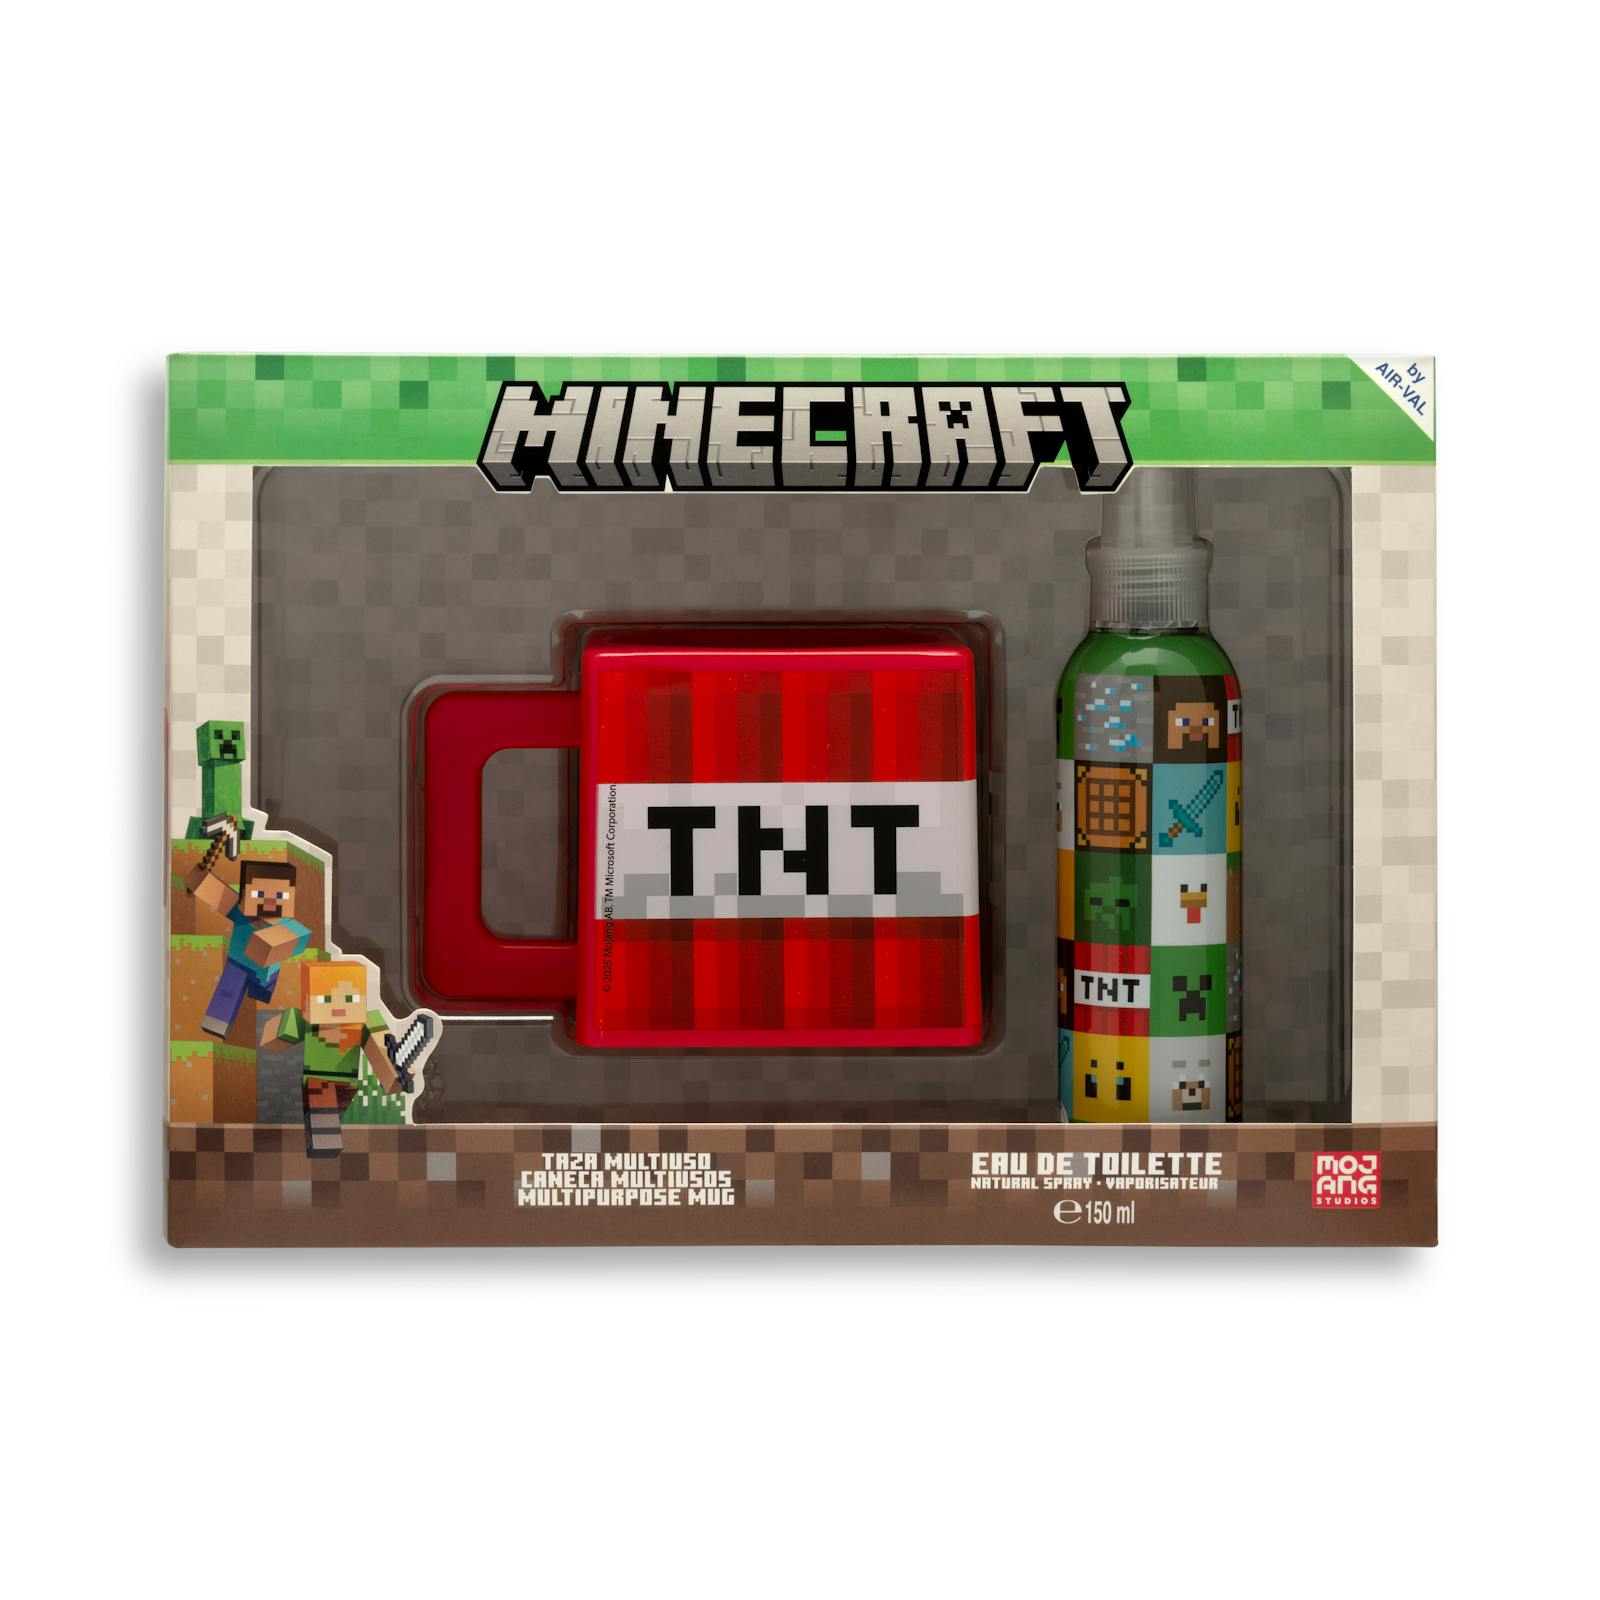 by
AIR-VAL
MINECRAFT
© 2025 Mojang AB. TM Microsoft Corporation
TNT
TNT
TAZA MULTIUSO
CANECA MULTIUSOS
MULTIPURPOSE MUG
EAU DE TOILETTE
NATURAL SPRAY · VAPORISATEUR
℮150 ml
MOJ
ANG
STUDIOS